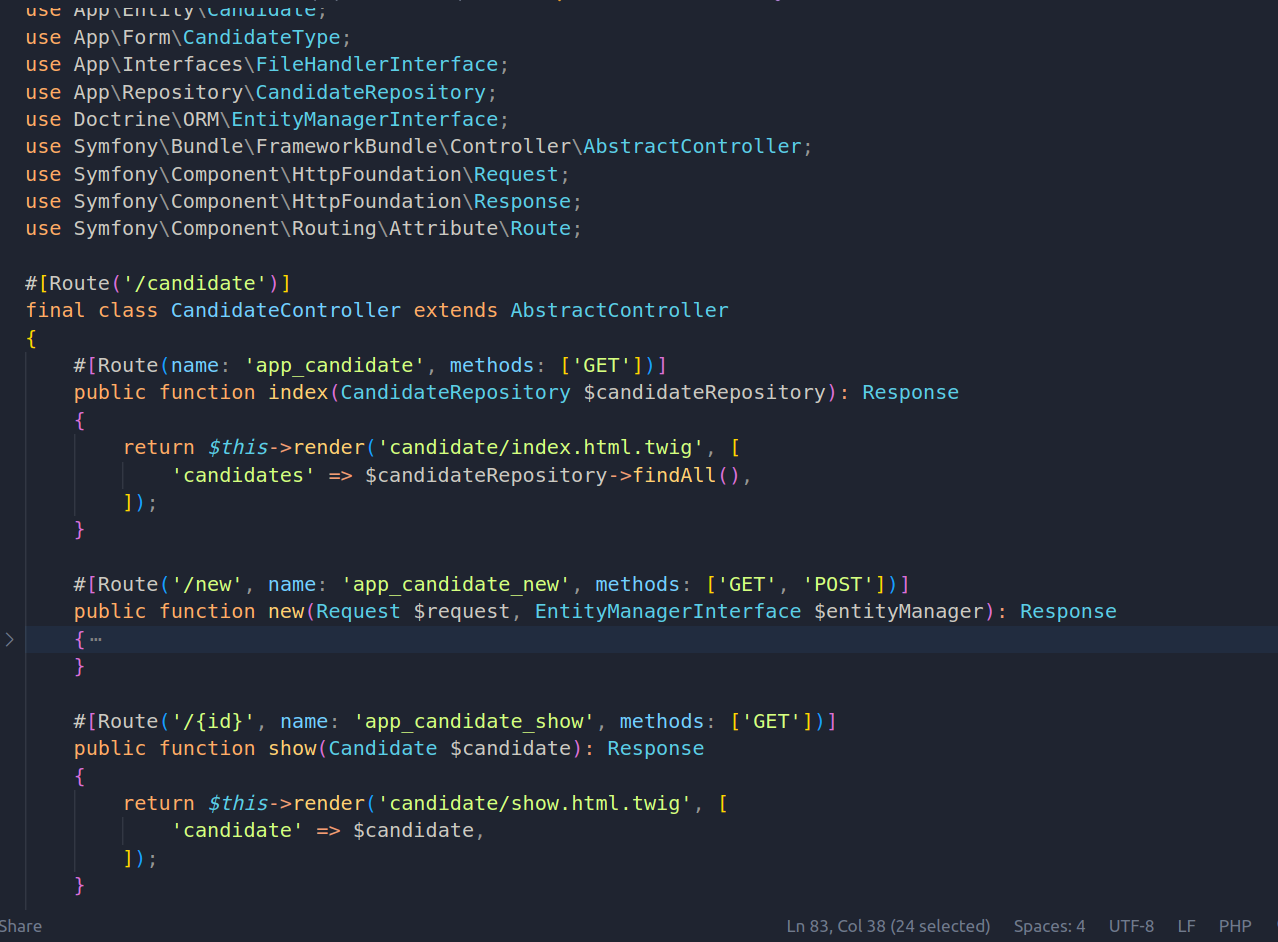 use App\Entity\Candidate;
use App\Form\CandidateType;
use App\Interfaces\FileHandlerInterface;
use App\Repository\CandidateRepository;
use Doctrine\ORM\EntityManagerInterface;
use Symfony\Bundle\FrameworkBundle\Controller\AbstractController;
use Symfony\Component\HttpFoundation\Request;
use Symfony\Component\HttpFoundation\Response;
use Symfony\Component\Routing\Attribute\Route;

#[Route('/candidate')]
final class CandidateController extends AbstractController
{
    #[Route(name: 'app_candidate', methods: ['GET'])]
    public function index(CandidateRepository $candidateRepository): Response
    {
        return $this->render('candidate/index.html.twig', [
            'candidates' => $candidateRepository->findAll(),
        ]);
    }

    #[Route('/new', name: 'app_candidate_new', methods: ['GET', 'POST'])]
    public function new(Request $request, EntityManagerInterface $entityManager): Response
    {⋯
    }

    #[Route('/{id}', name: 'app_candidate_show', methods: ['GET'])]
    public function show(Candidate $candidate): Response
    {
        return $this->render('candidate/show.html.twig', [
            'candidate' => $candidate,
        ]);
    }
Share Ln 83, Col 38 (24 selected) Spaces: 4 UTF-8 LF PHP